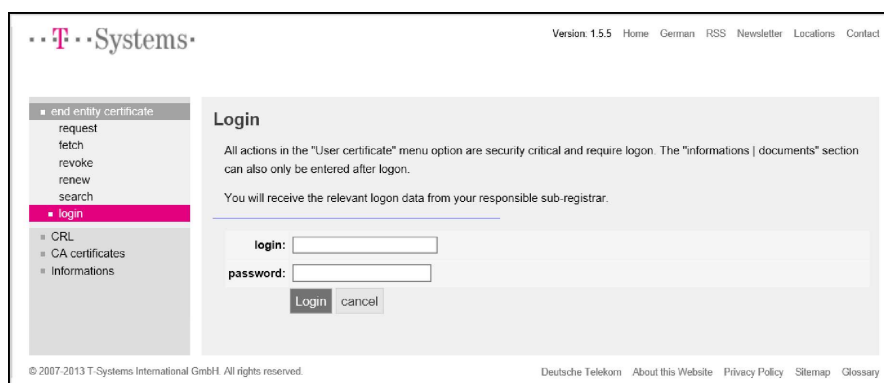 ··T··Systems·
Version: 1.5.5 Home German RSS Newsletter Locations Contact
end entity certificate
request
fetch
revoke
renew
search
login
CRL
CA certificates
Informations
Login
All actions in the "User certificate" menu option are security critical and require logon. The "informations | documents" section
can also only be entered after logon.
You will receive the relevant logon data from your responsible sub-registrar.
login:
password:
Login cancel
© 2007-2013 T-Systems International GmbH. All rights reserved.
Deutsche Telekom About this Website Privacy Policy Sitemap Glossary